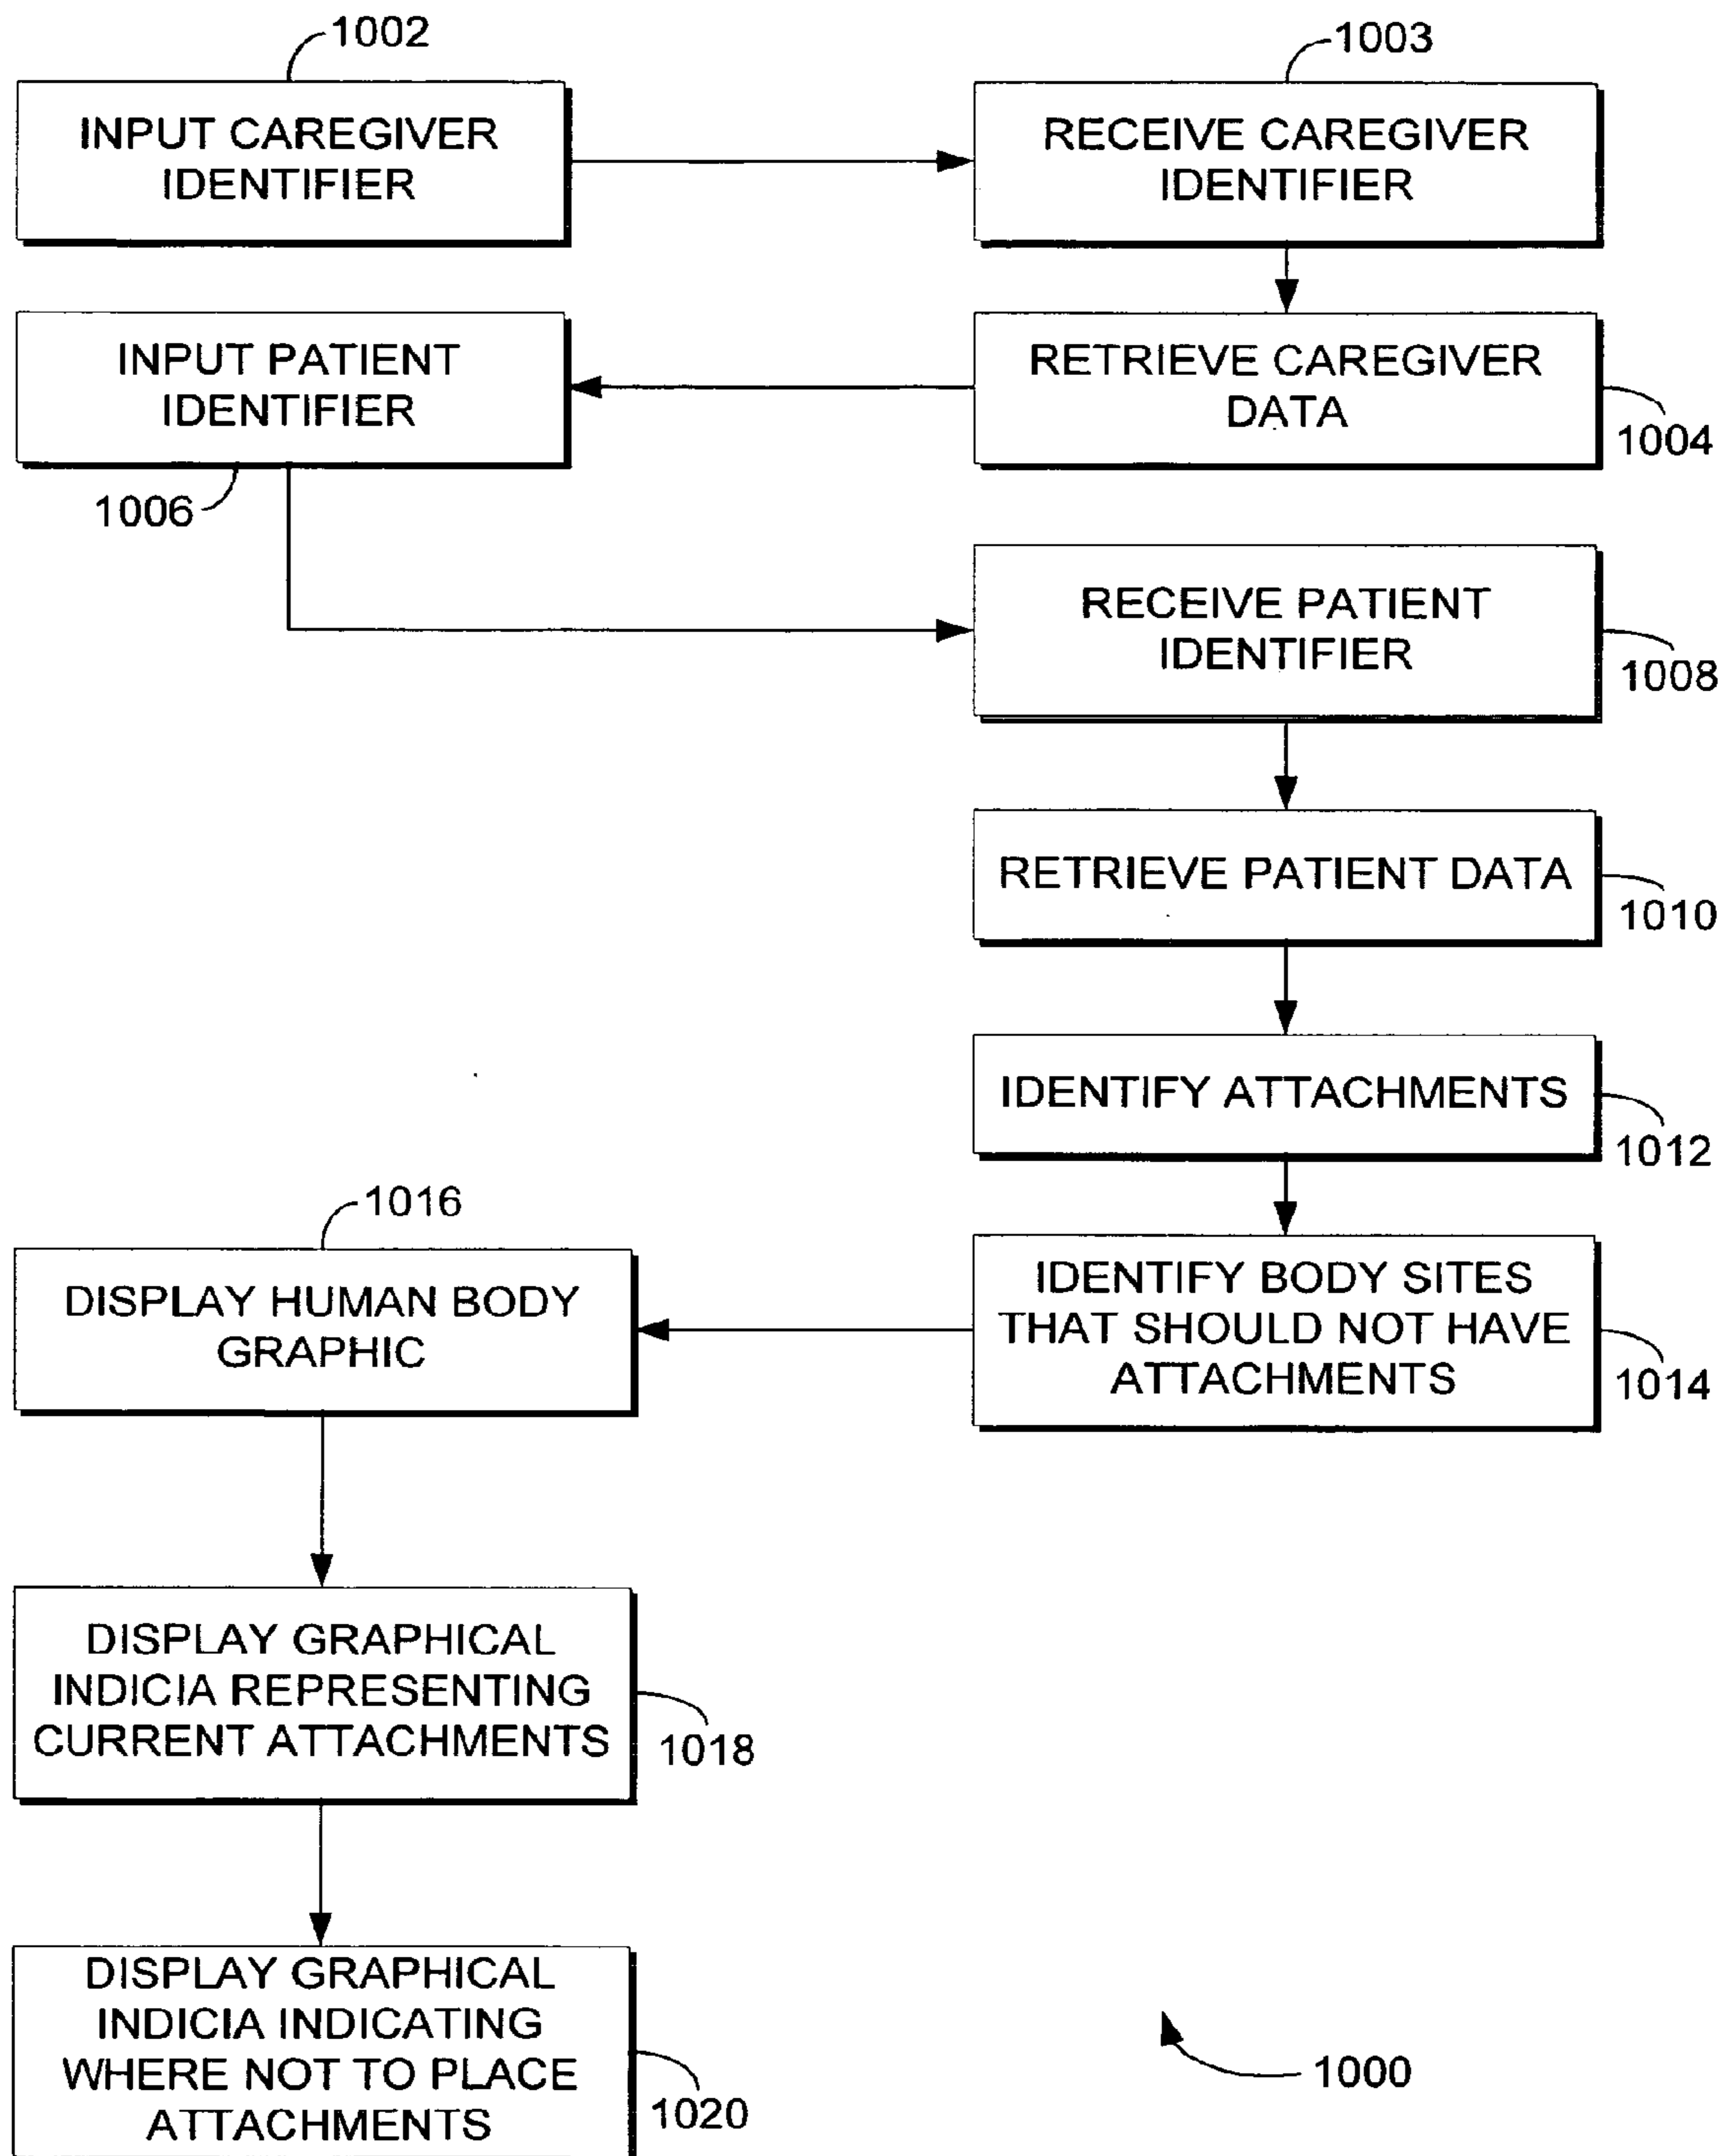 1002
INPUT CAREGIVER
IDENTIFIER
1003
RECEIVE CAREGIVER
IDENTIFIER
RETRIEVE CAREGIVER
DATA
1004
INPUT PATIENT
IDENTIFIER
1006
RECEIVE PATIENT
IDENTIFIER
1008
RETRIEVE PATIENT DATA
1010
IDENTIFY ATTACHMENTS
1012
IDENTIFY BODY SITES
THAT SHOULD NOT HAVE
ATTACHMENTS
1014
1016
DISPLAY HUMAN BODY
GRAPHIC
DISPLAY GRAPHICAL
INDICIA REPRESENTING
CURRENT ATTACHMENTS
1018
DISPLAY GRAPHICAL
INDICIA INDICATING
WHERE NOT TO PLACE
ATTACHMENTS
1020
1000